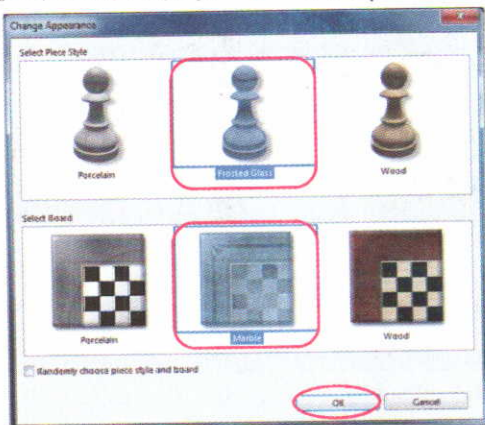 Change Appearance
Select Piece Style
Porcelain
Frosted Glass
Wood
Select Board
Porcelain
Marble
Wood
Randomly choose piece style and board
OK
Cancel